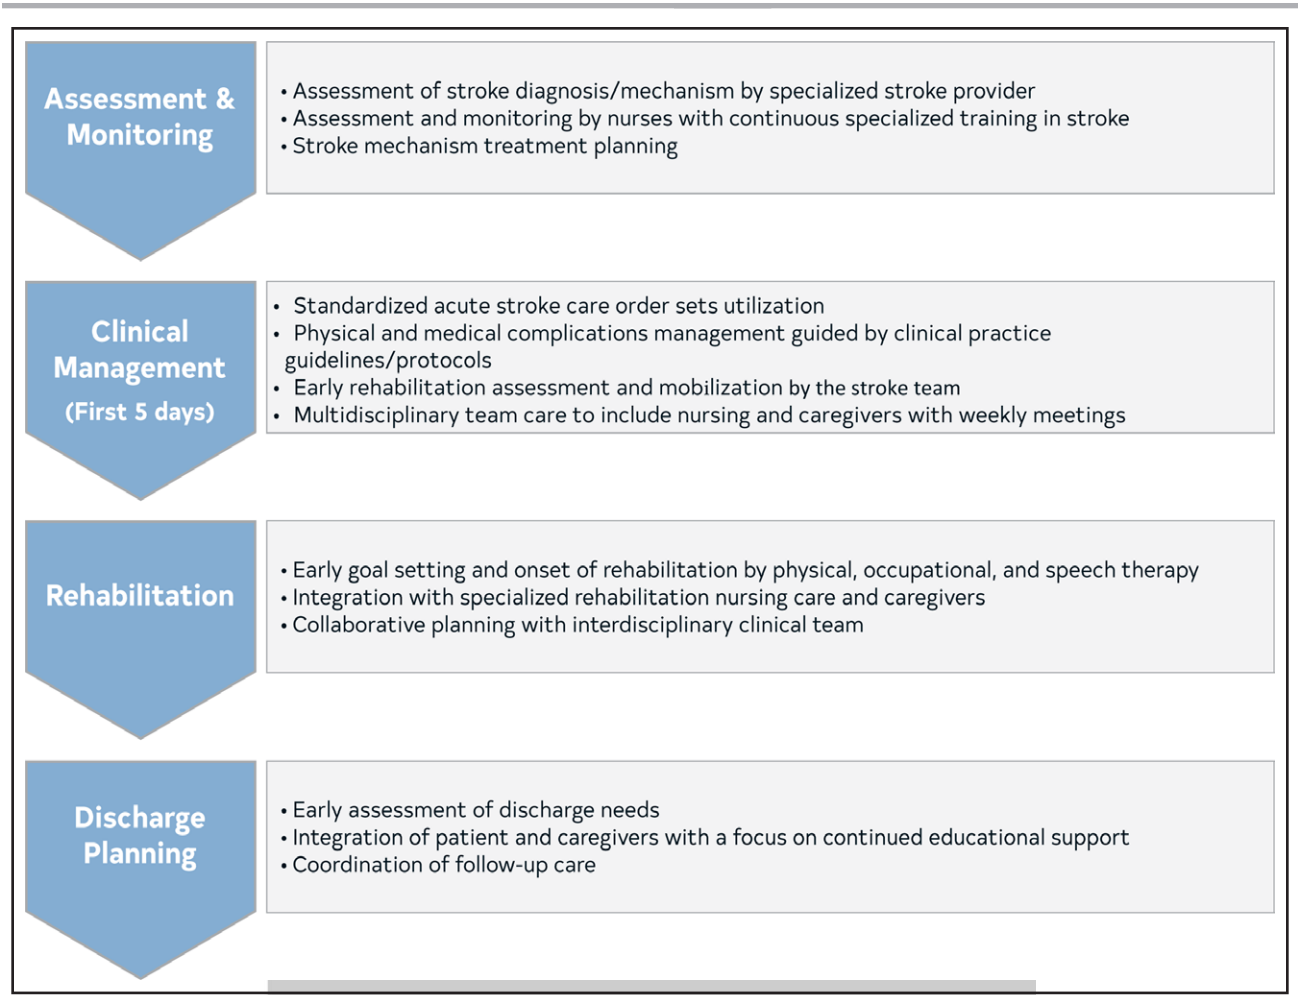 Assessment &
Monitoring
• Assessment of stroke diagnosis/mechanism by specialized stroke provider
• Assessment and monitoring by nurses with continuous specialized training in stroke
• Stroke mechanism treatment planning
Clinical
Management
(First 5 days)
• Standardized acute stroke care order sets utilization
• Physical and medical complications management guided by clinical practice
guidelines/protocols
• Early rehabilitation assessment and mobilization by the stroke team
• Multidisciplinary team care to include nursing and caregivers with weekly meetings
Rehabilitation
• Early goal setting and onset of rehabilitation by physical, occupational, and speech therapy
• Integration with specialized rehabilitation nursing care and caregivers
• Collaborative planning with interdisciplinary clinical team
Discharge
Planning
• Early assessment of discharge needs
• Integration of patient and caregivers with a focus on continued educational support
• Coordination of follow-up care